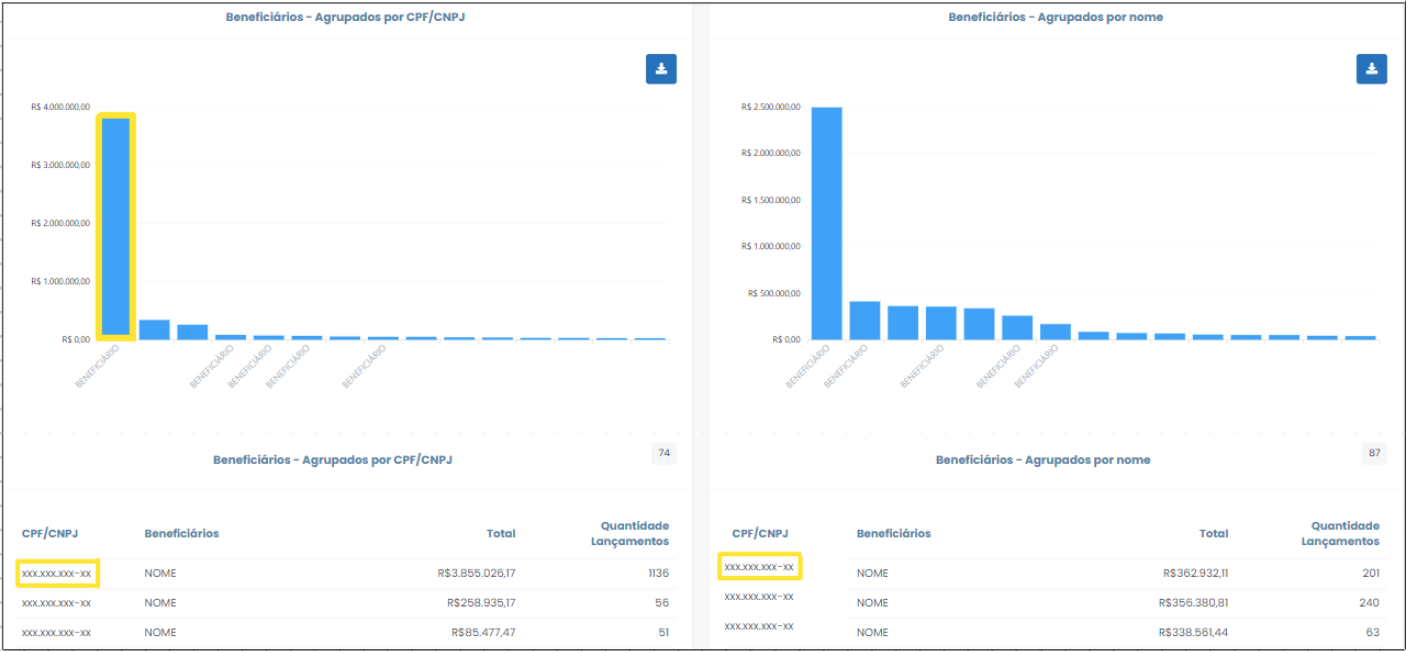 Beneficiários - Agrupados por CPF/CNPJ
R$ 4.000.000,00
R$ 3.000.000,00
R$ 2.000.000,00
R$ 1.000.000,00
R$ 0,00
BENEFICIÁRIO
BENEFICIÁRIO
BENEFICIÁRIO
BENEFICIÁRIO
BENEFICIÁRIO
Beneficiários - Agrupados por nome
R$ 2.500.000,00
R$ 2.000.000,00
R$ 1.500.000,00
R$ 1.000.000,00
R$ 500.000,00
R$ 0,00
BENEFICIÁRIO
BENEFICIÁRIO
BENEFICIÁRIO
BENEFICIÁRIO
BENEFICIÁRIO
74
Beneficiários - Agrupados por CPF/CNPJ
CPF/CNPJ Beneficiários Total Quantidade
Lançamentos
xxx.xxx.xxx-xx NOME R$3.855.026,17 1136
xxx.xxx.xxx-xx NOME R$258.935,17 56
xxx.xxx.xxx-xx NOME R$85.477,47 51
87
Beneficiários - Agrupados por nome
CPF/CNPJ Beneficiários Total Quantidade
Lançamentos
xxx.xxx.xxx-xx NOME R$362.932,11 201
xxx.xxx.xxx-xx NOME R$356.380,81 240
xxx.xxx.xxx-xx NOME R$338.561,44 63